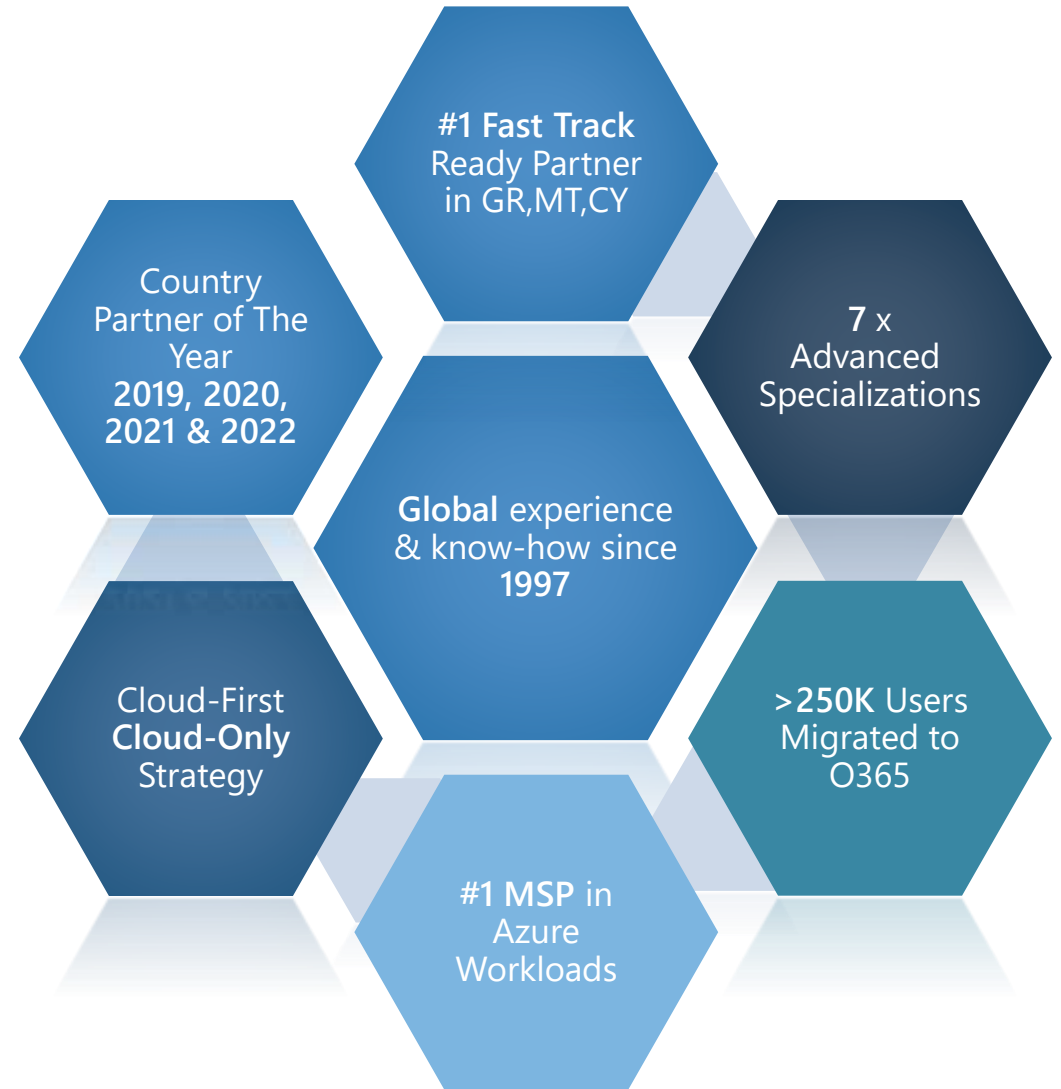 #1 Fast Track
Ready Partner
in GR,MT,CY
Country
Partner of The
Year
2019, 2020,
2021 & 2022
7 x
Advanced
Specializations
Global experience
& know-how since
1997
Cloud-First
Cloud-Only
Strategy
>250K Users
Migrated to
O365
#1 MSP in
Azure
Workloads